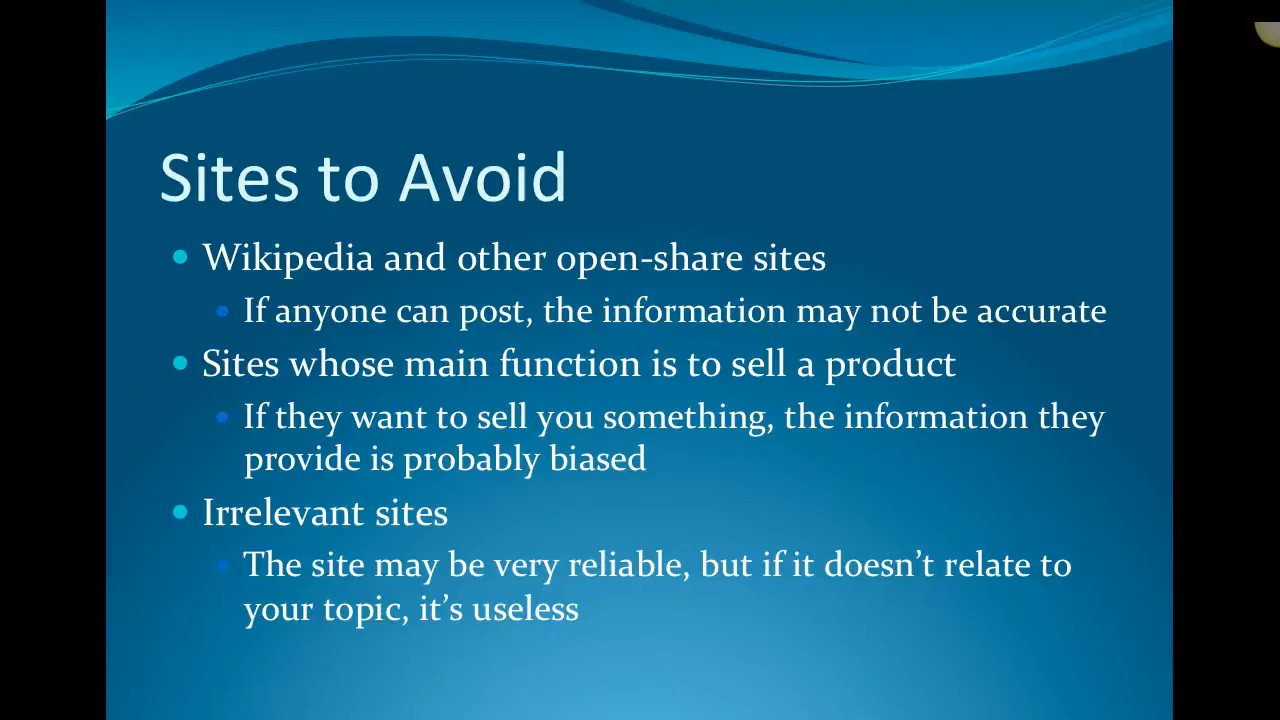 Sites to Avoid
Wikipedia and other open-share sites
If anyone can post, the information may not be accurate
Sites whose main function is to sell a product
If they want to sell you something, the information they
provide is probably biased
Irrelevant sites
The site may be very reliable, but if it doesn’t relate to
your topic, it’s useless